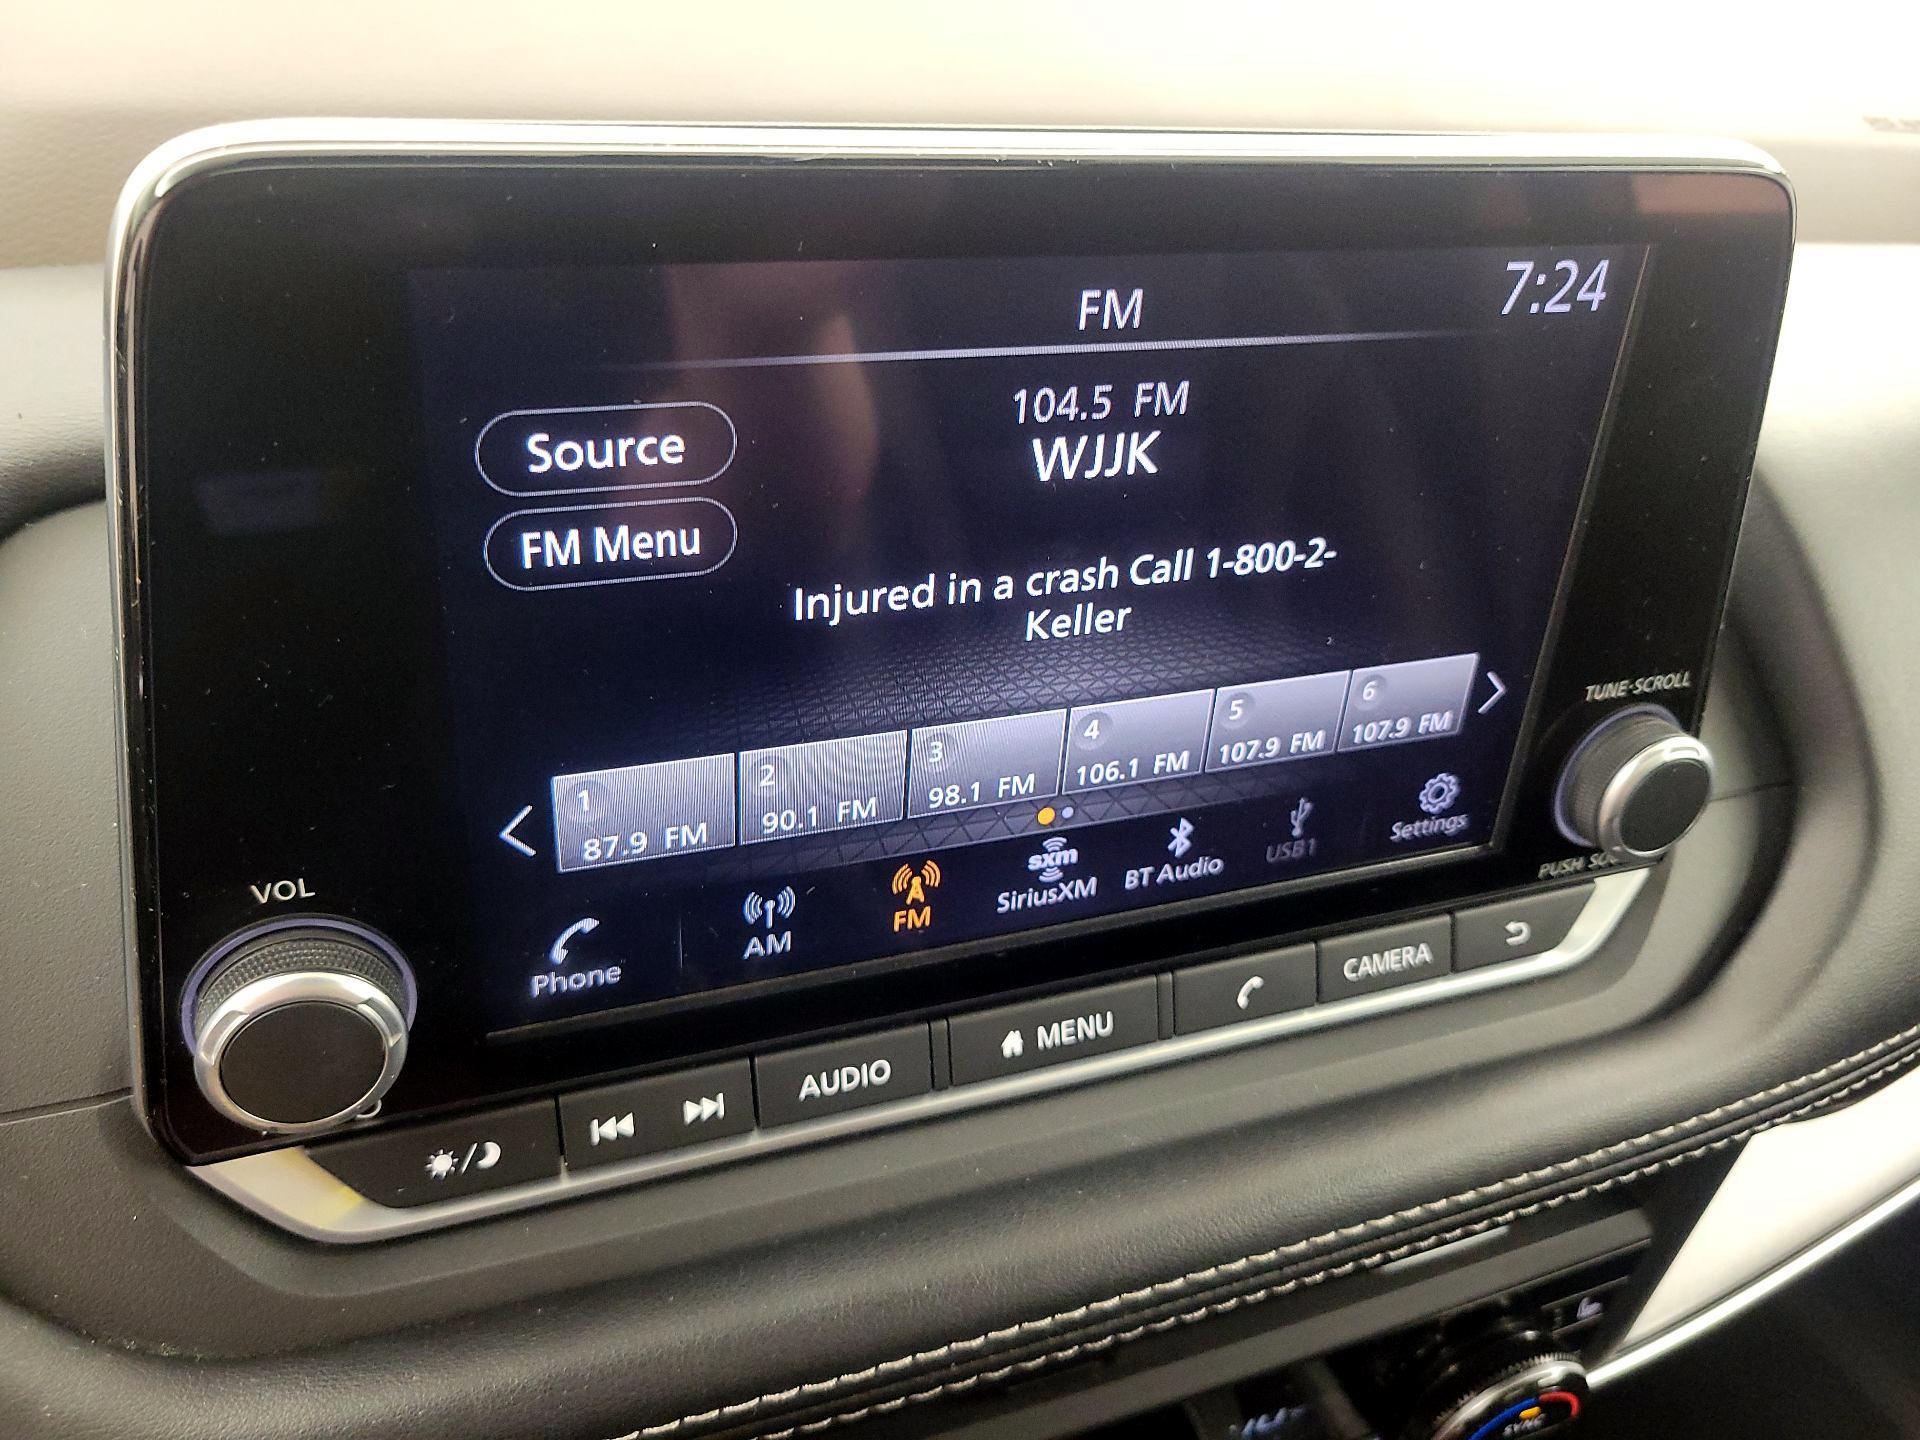 FM
7:24
104.5 FM
WJJK
Source
FM Menu
Injured in a crash Call 1-800-2-
Keller
1
87.9 FM
2
90.1 FM
3
98.1 FM
4
106.1 FM
5
107.9 FM
6
107.9 FM
Phone
AM
FM
sxm
SiriusXM
BT Audio
USB1
Settings
VOL
TUNE·SCROLL
PUSH
AUDIO
MENU
CAMERA
SYNC